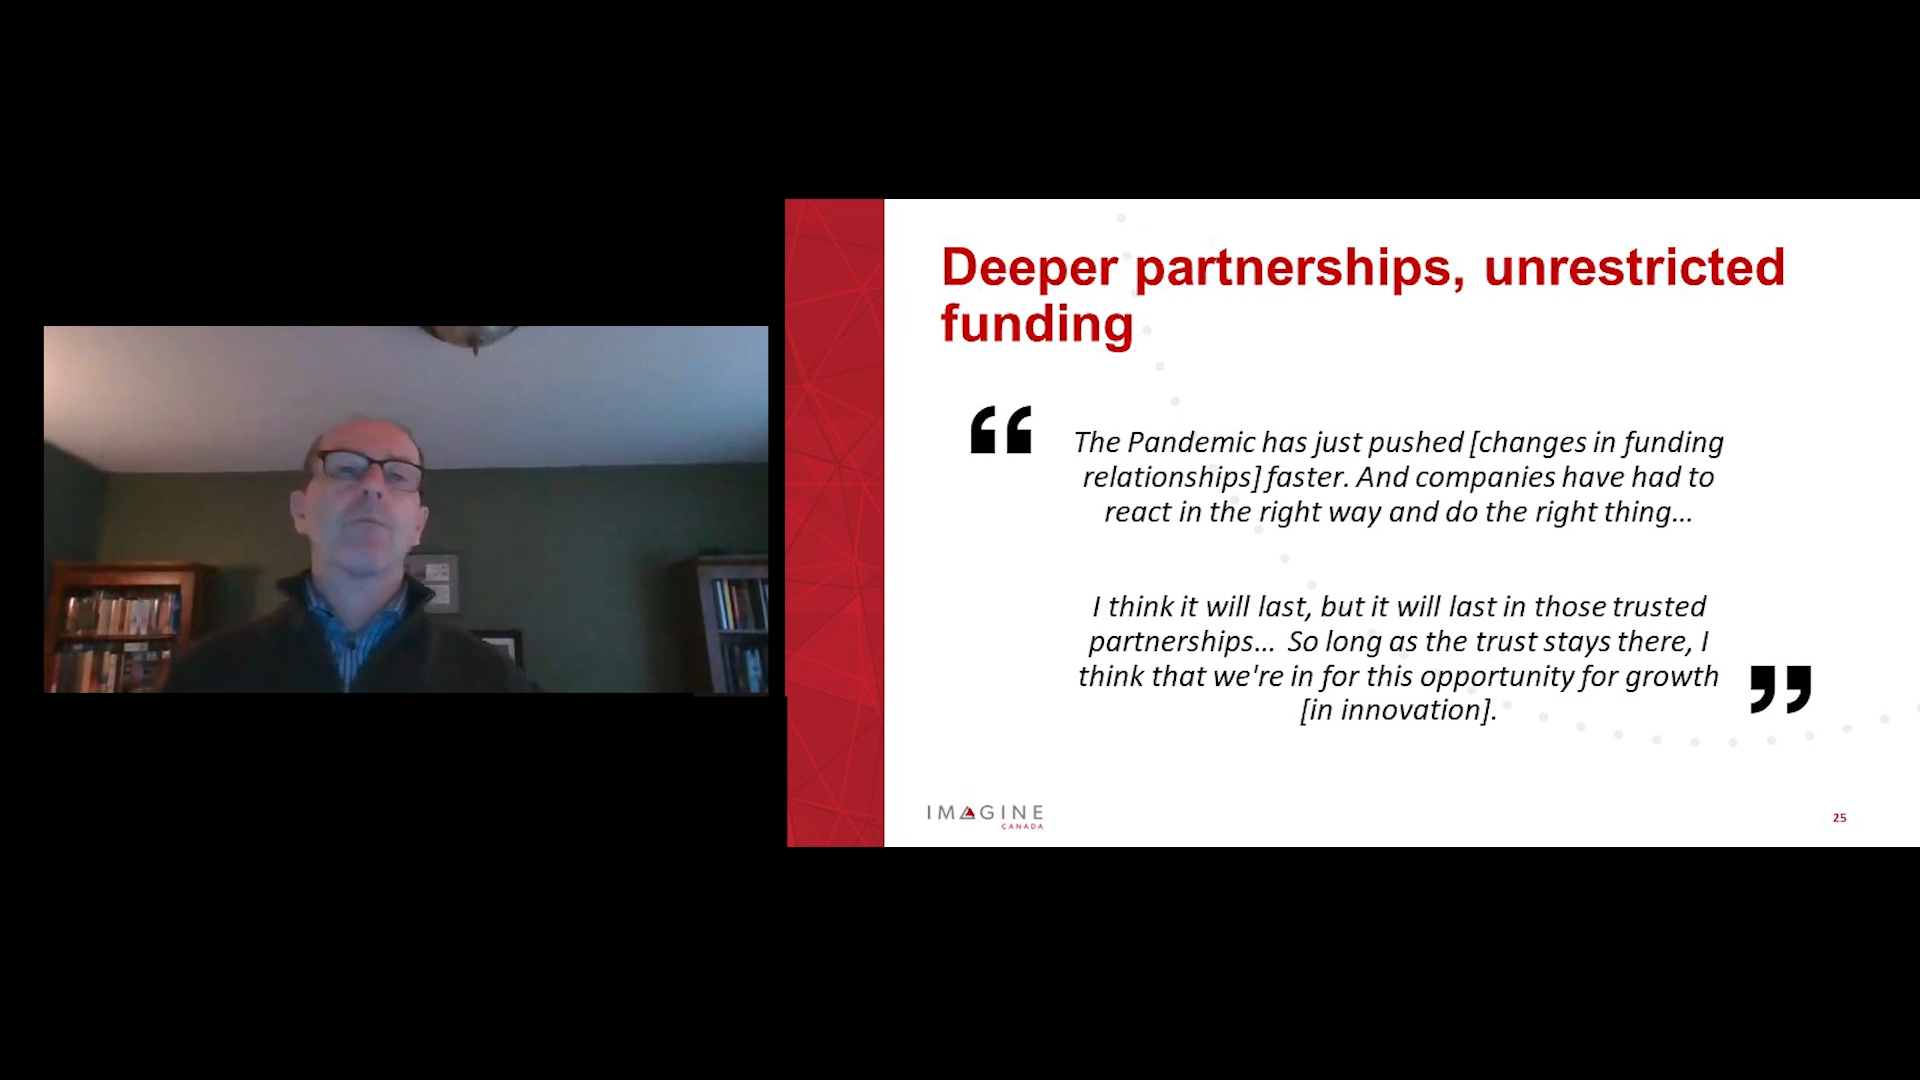 Deeper partnerships, unrestricted
funding
“
The Pandemic has just pushed [changes in funding
relationships] faster. And companies have had to
react in the right way and do the right thing…
I think it will last, but it will last in those trusted
partnerships… So long as the trust stays there, I
think that we're in for this opportunity for growth
[in innovation].
”
IMAGINE
CANADA
25